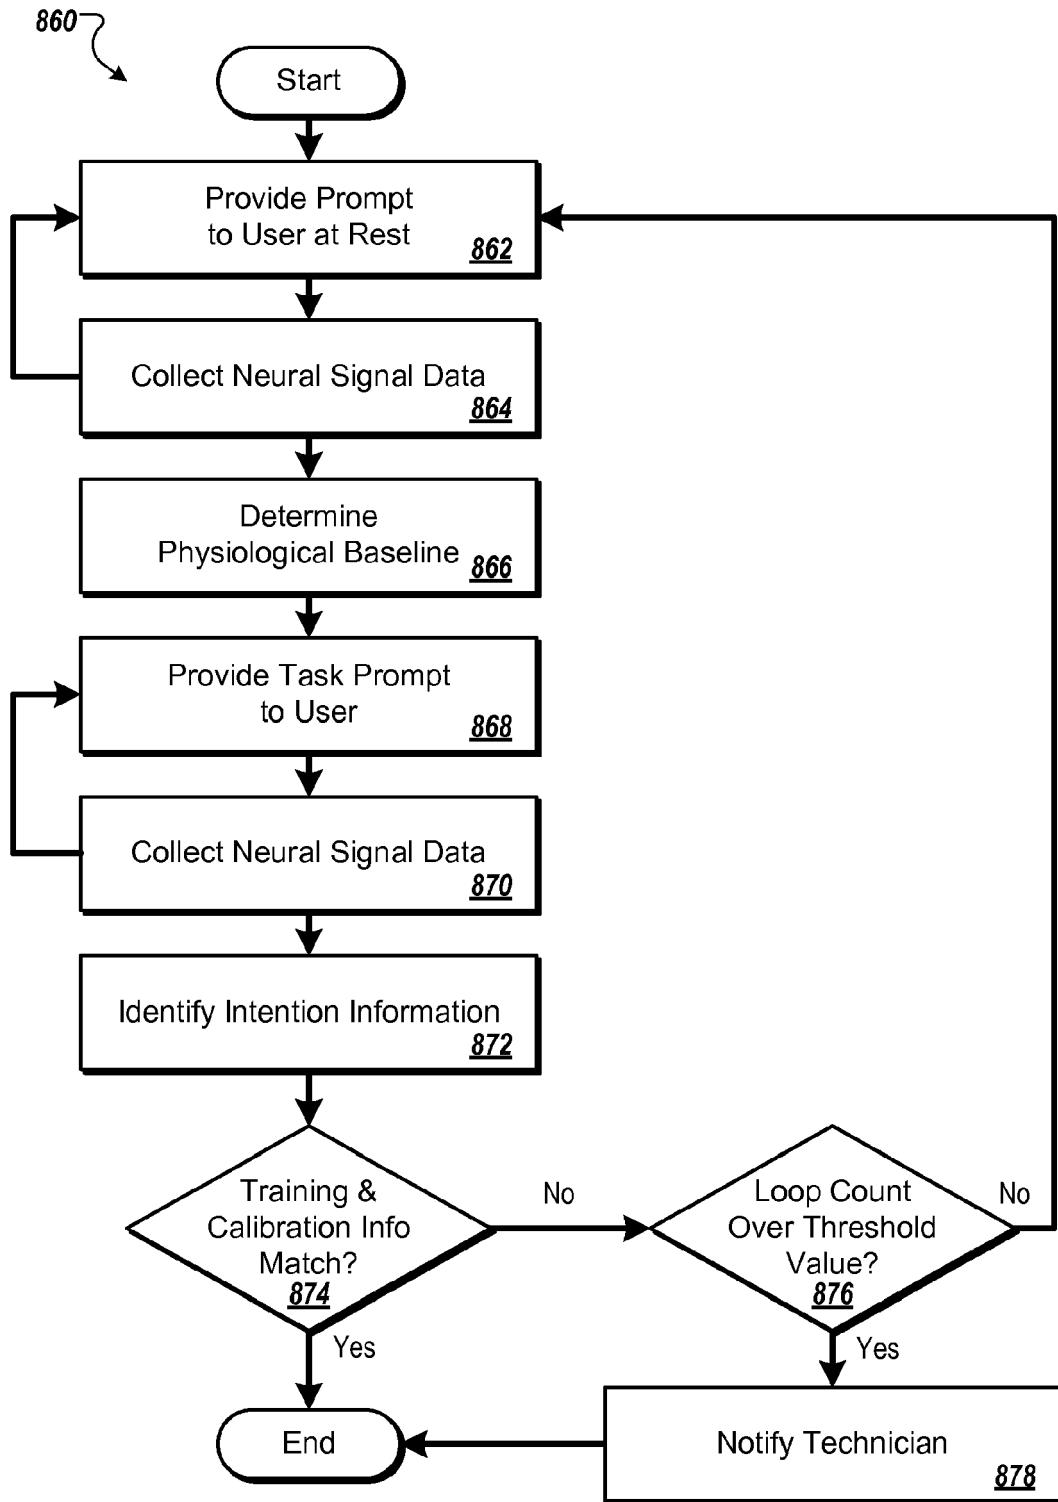 860
Start
Provide Prompt
to User at Rest
862
Collect Neural Signal Data
864
Determine
Physiological Baseline
866
Provide Task Prompt
to User
868
Collect Neural Signal Data
870
Identify Intention Information
872
Training &
Calibration Info
Match?
874
No
Yes
Loop Count
Over Threshold
Value?
876
No
Yes
End
Notify Technician
878